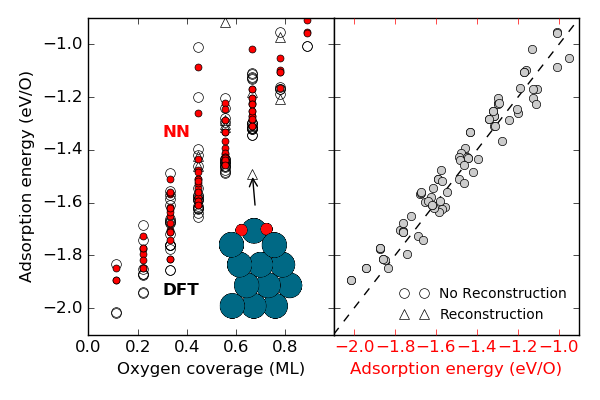 Adsorption energy (eV/O)
−1.0
−1.2
−1.4
−1.6
−1.8
−2.0
NN
DFT
0.0 0.2 0.4 0.6 0.8
Oxygen coverage (ML)
No Reconstruction
Reconstruction
−2.0 −1.8 −1.6 −1.4 −1.2 −1.0
Adsorption energy (eV/O)